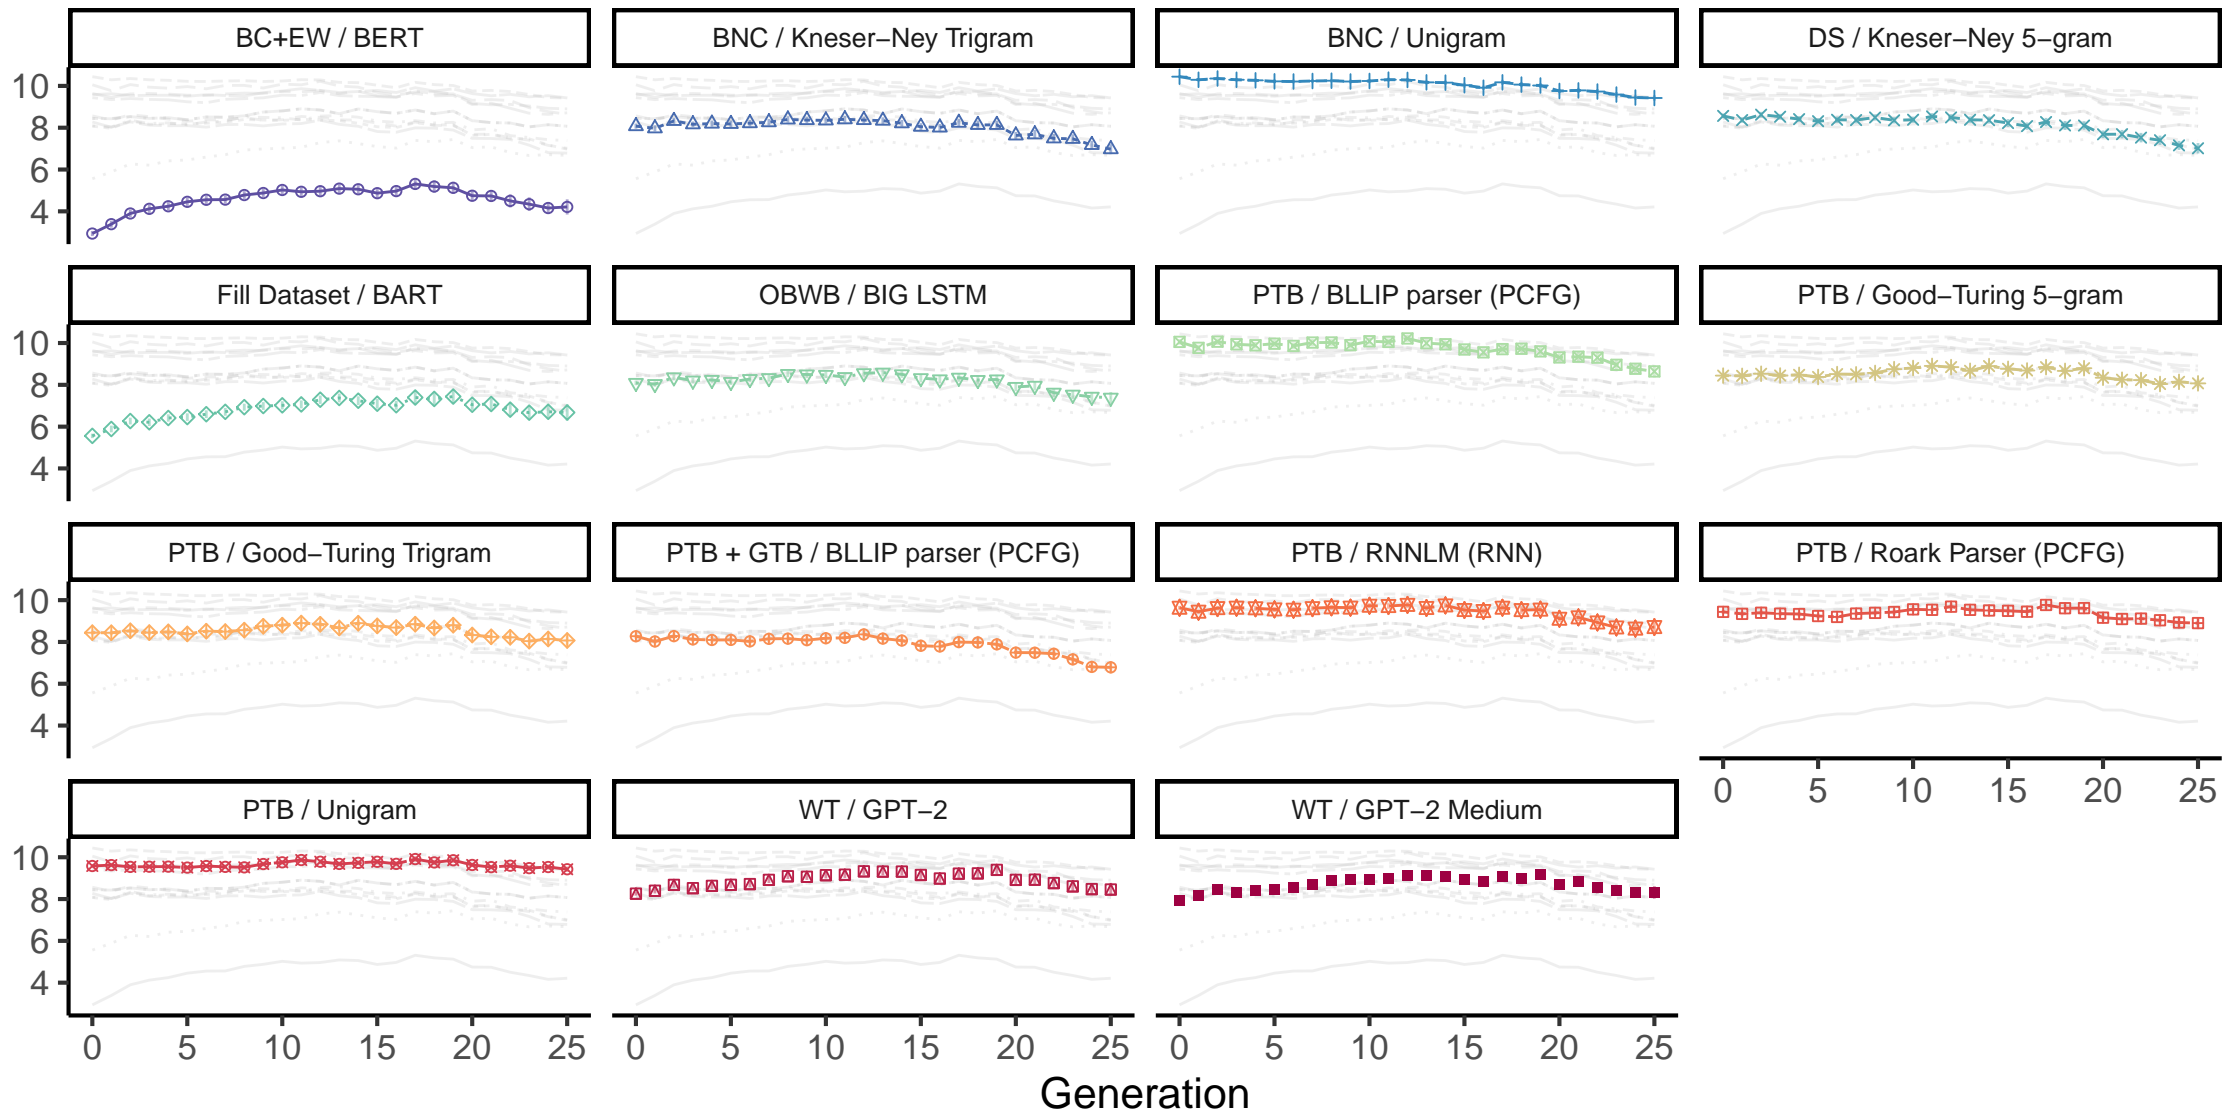 BC+EW / BERT
BNC / Kneser−Ney Trigram
BNC / Unigram
DS / Kneser−Ney 5−gram
10
8
6
4
Fill Dataset / BART
OBWB / BIG LSTM
PTB / BLLIP parser (PCFG)
PTB / Good−Turing 5−gram
10
8
6
4
PTB / Good−Turing Trigram
PTB + GTB / BLLIP parser (PCFG)
PTB / RNNLM (RNN)
PTB / Roark Parser (PCFG)
10
8
6
4
0 5 10 15 20 25
PTB / Unigram
WT / GPT−2
WT / GPT−2 Medium
10
8
6
4
0 5 10 15 20 25
0 5 10 15 20 25
0 5 10 15 20 25
Generation